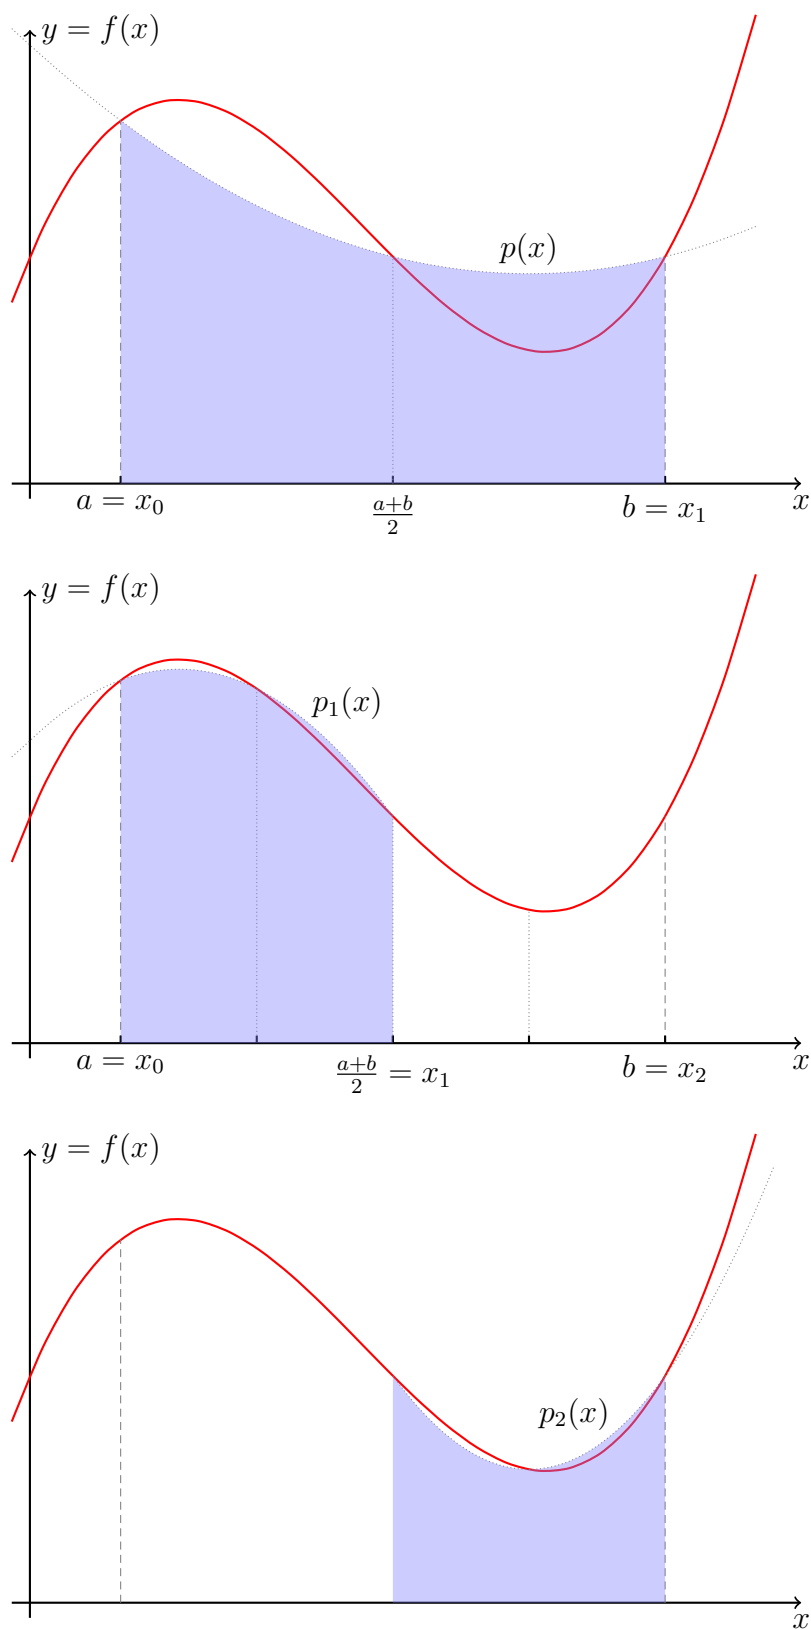 y = f(x)
p(x)
a = x₀
a+b
2
b = x₁
x
y = f(x)
p₁(x)
a = x₀
a+b
2 = x₁
b = x₂
x
y = f(x)
p₂(x)
x